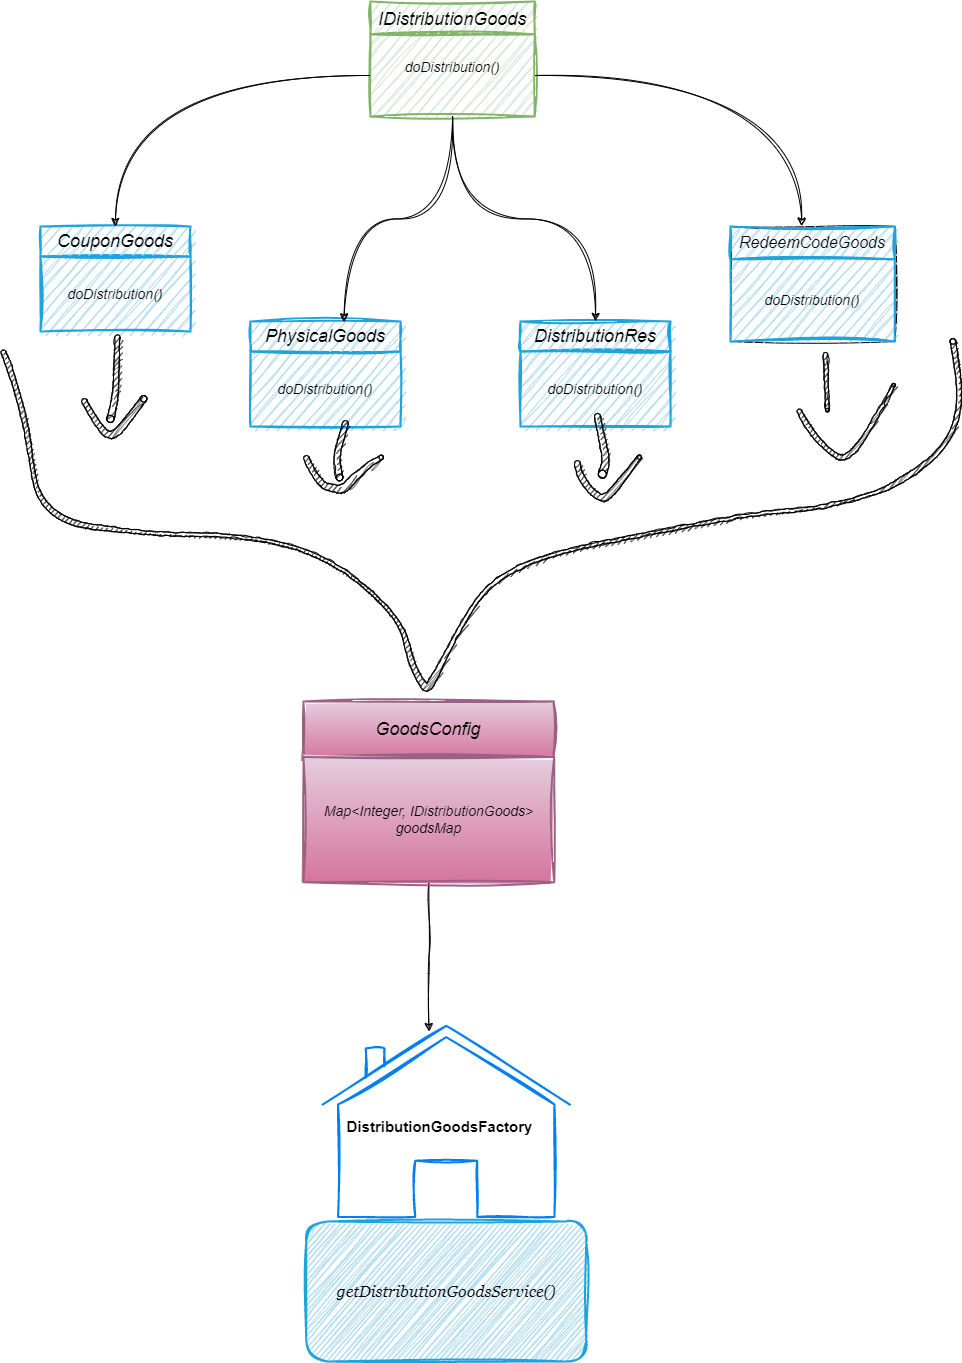 IDistributionGoods
doDistribution()
CouponGoods
doDistribution()
RedeemCodeGoods
doDistribution()
PhysicalGoods
doDistribution()
DistributionRes
doDistribution()
GoodsConfig
Map<Integer, IDistributionGoods>
goodsMap
DistributionGoodsFactory
getDistributionGoodsService()